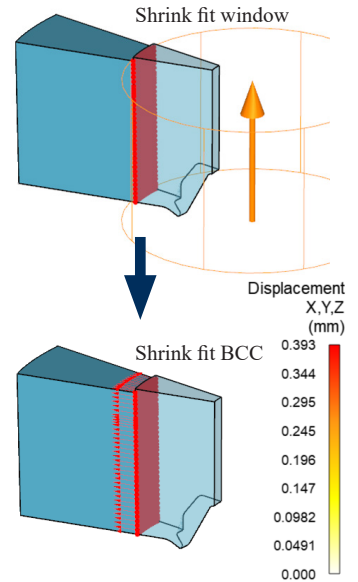 Shrink fit window
Displacement
X,Y,Z
(mm)
Shrink fit BCC
0.393
0.344
0.295
0.245
0.196
0.147
0.0982
0.0491
0.000